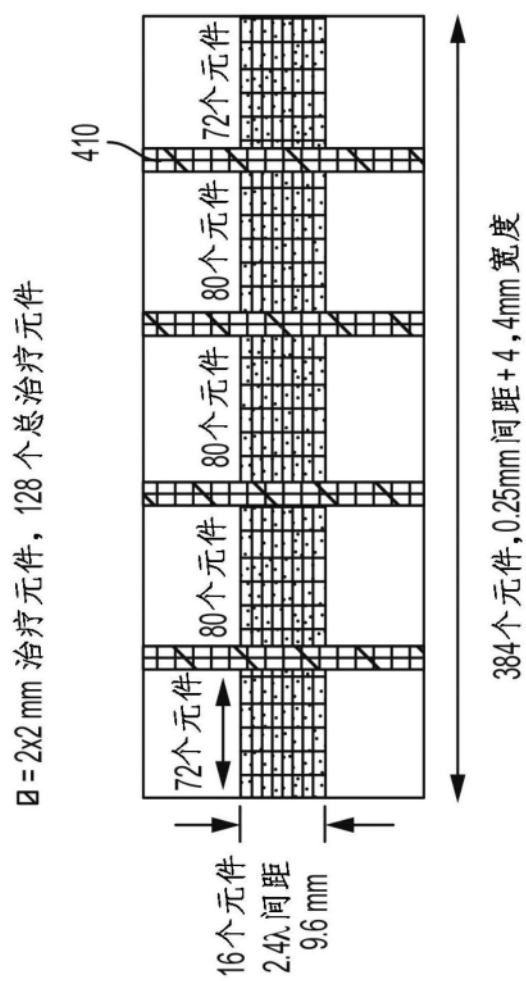 ☑ = 2x2 mm 治疗元件, 128 个总治疗元件
410
72个元件
80个元件
80个元件
80个元件
72个元件
16个元件
2.4λ间距
9.6 mm
384个元件,0.25mm间距+4,4mm宽度